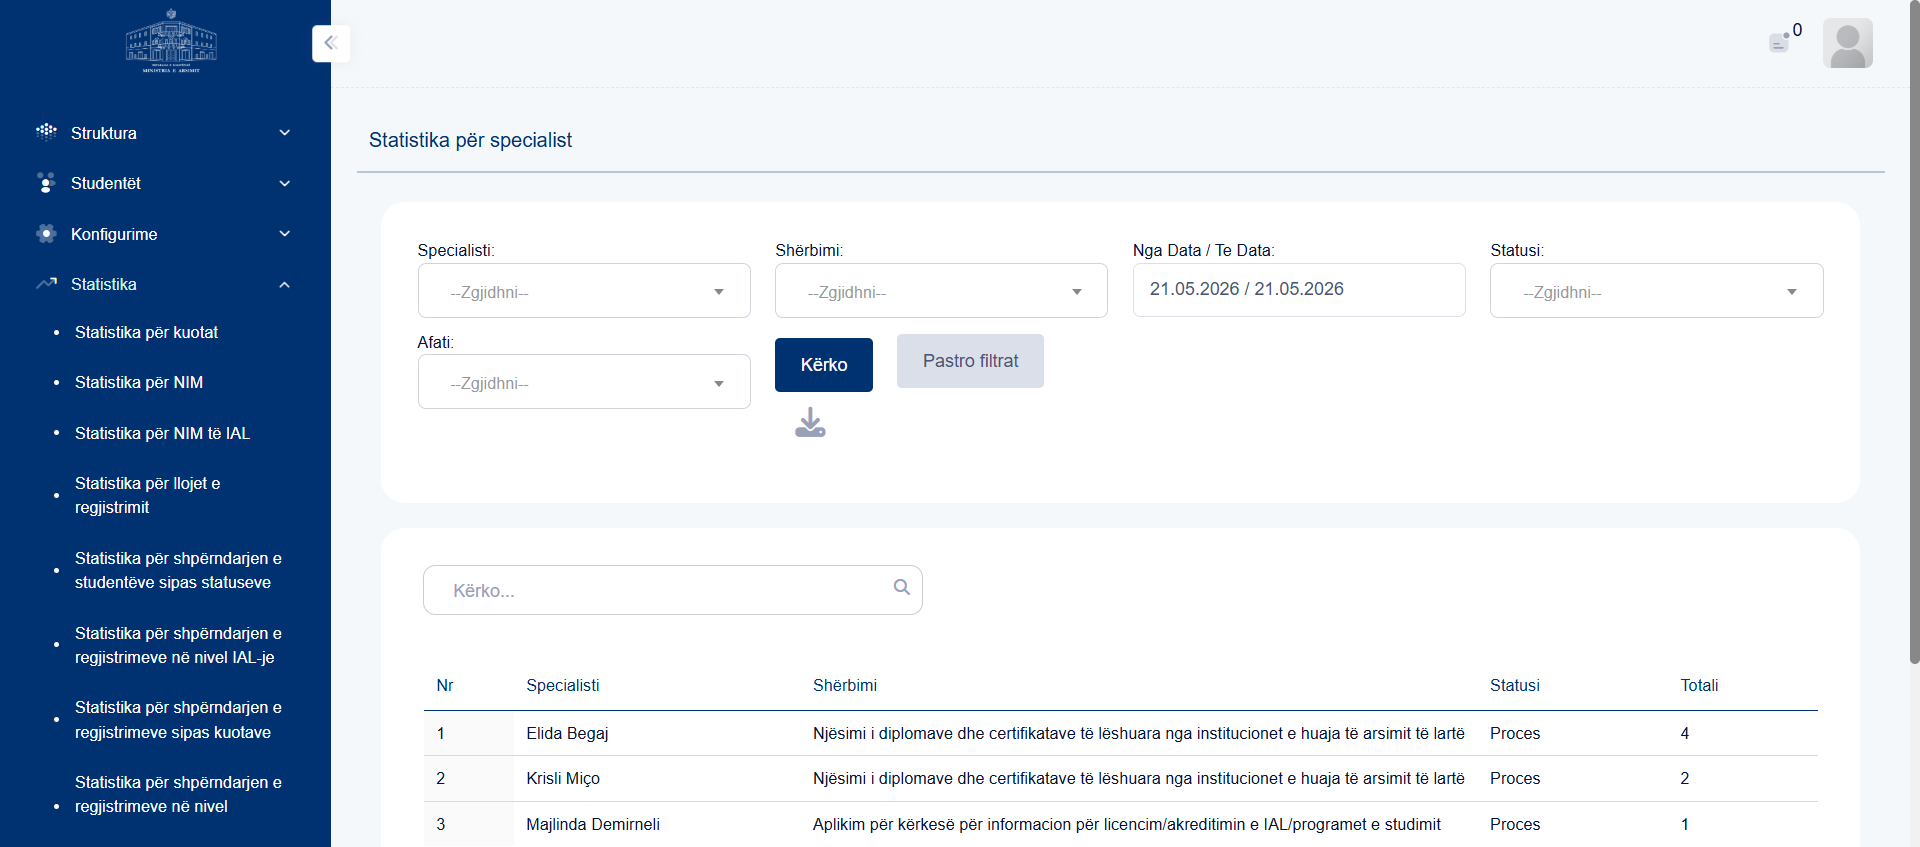 MINISTRIA E ARSIMIT
0
Struktura
Studentët
Konfigurime
Statistika
Statistika për kuotat
Statistika për NIM
Statistika për NIM të IAL
Statistika për llojet e
regjistrimit
Statistika për shpërndarjen e
studentëve sipas statuseve
Statistika për shpërndarjen e
regjistrimeve në nivel IAL-je
Statistika për shpërndarjen e
regjistrimeve sipas kuotave
Statistika për shpërndarjen e
regjistrimeve në nivel
Statistika për specialist
Specialisti: Shërbimi: Nga Data / Te Data: Statusi:
--Zgjidhni-- --Zgjidhni-- 21.05.2026 / 21.05.2026 --Zgjidhni--
Afati:
--Zgjidhni-- Kërko Pastro filtrat
Kërko...
Nr Specialisti Shërbimi Statusi Totali
1 Elida Begaj Njësimi i diplomave dhe certifikatave të lëshuara nga institucionet e huaja të arsimit të lartë Proces 4
2 Krisli Miço Njësimi i diplomave dhe certifikatave të lëshuara nga institucionet e huaja të arsimit të lartë Proces 2
3 Majlinda Demirneli Aplikim për kërkesë për informacion për licencim/akreditimin e IAL/programet e studimit Proces 1